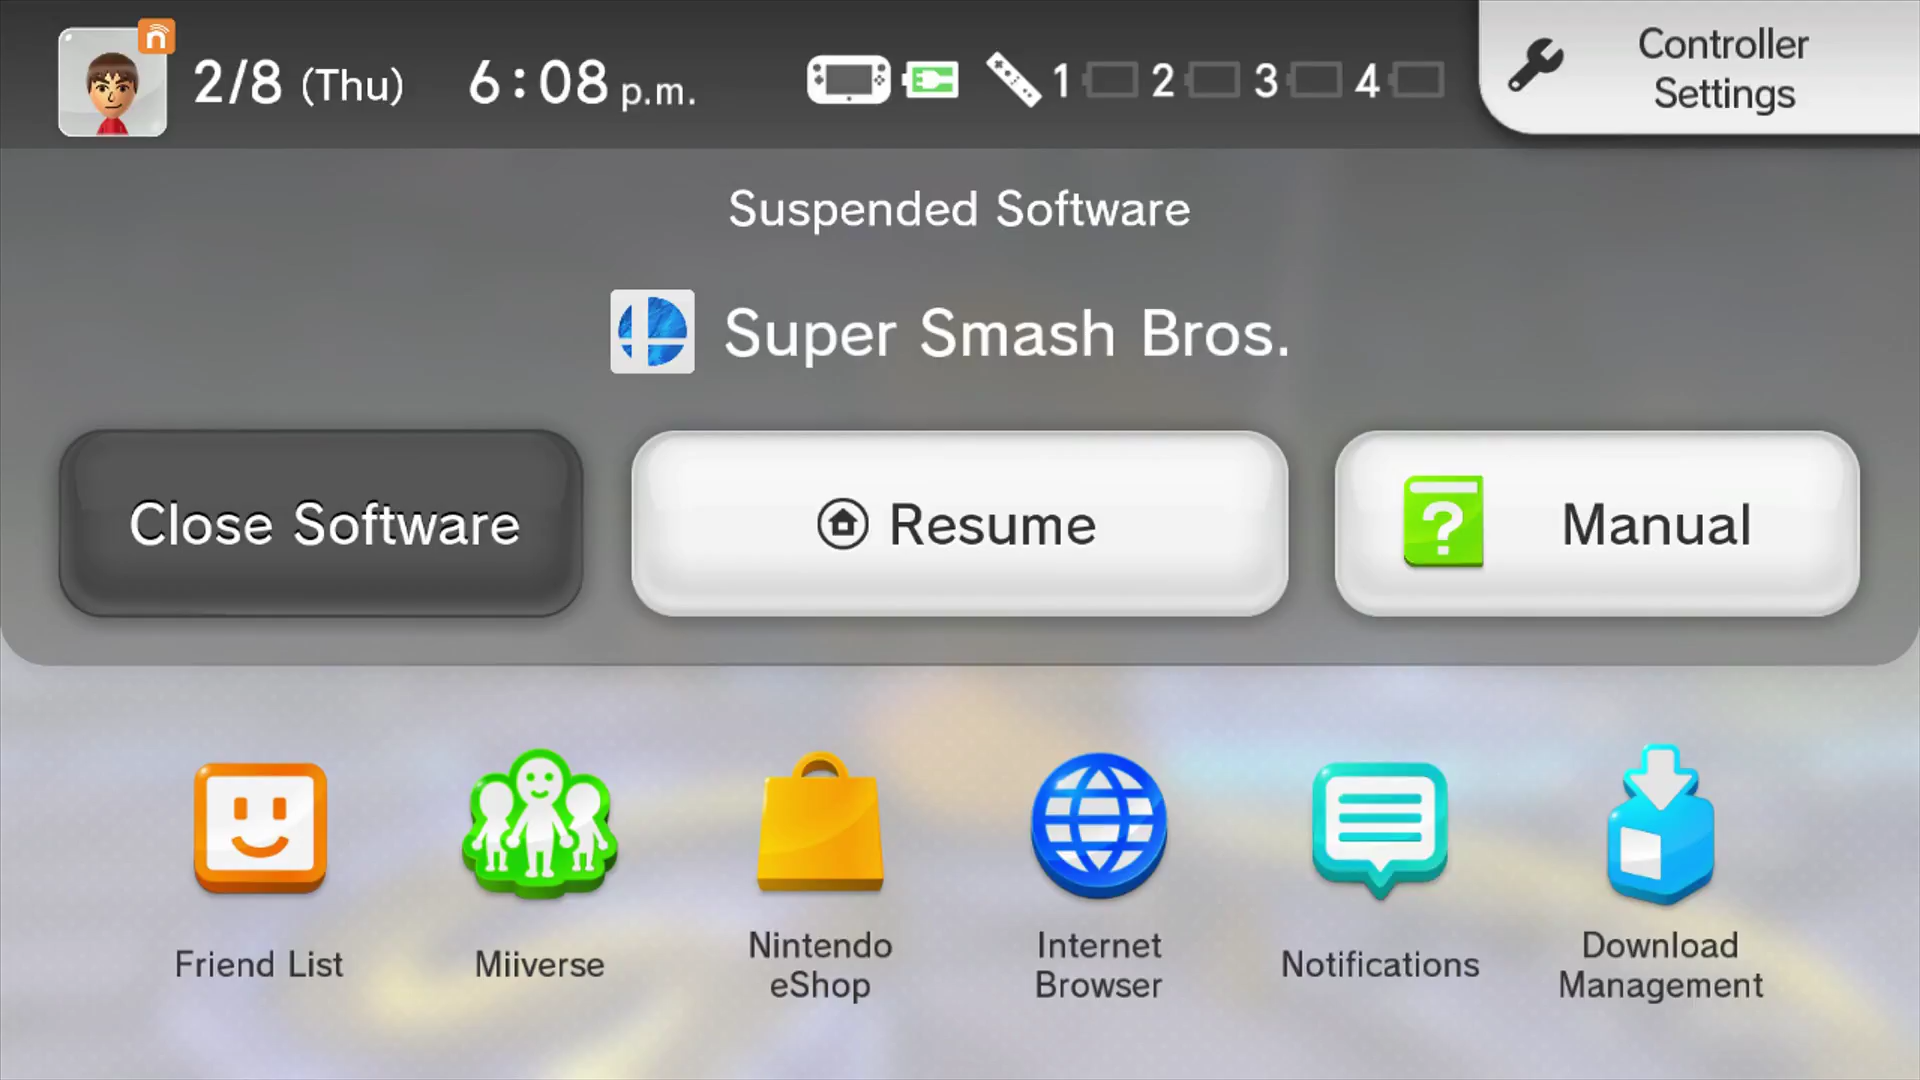 2/8 (Thu) 6:08 p.m. 1 2 3 4
Controller
Settings
Suspended Software
Super Smash Bros.
Close Software
Resume
? Manual
Friend List
Miiverse
Nintendo
eShop
Internet
Browser
Notifications
Download
Management